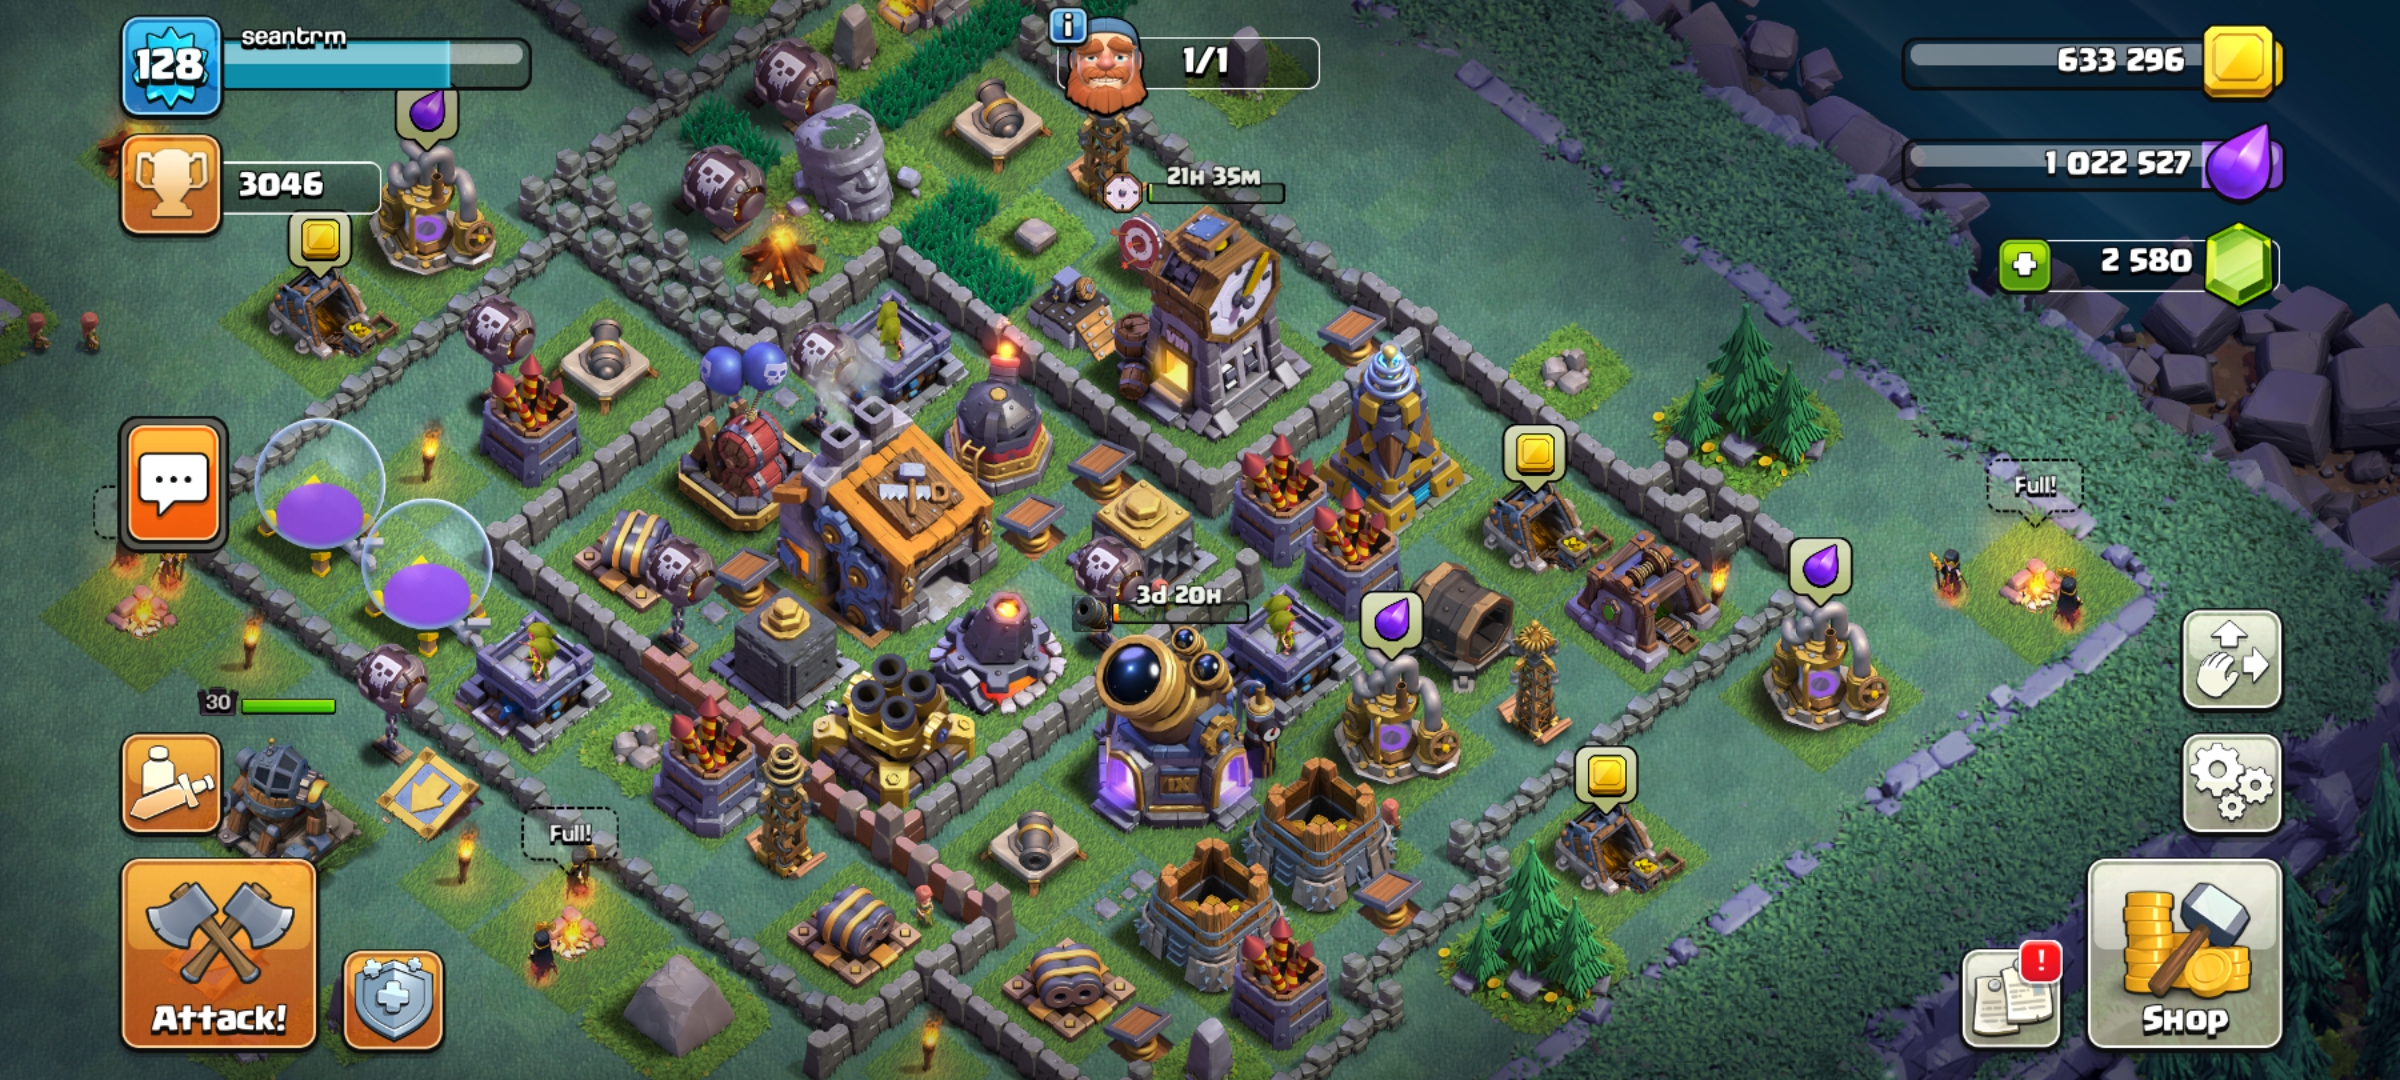 128
seantrm
1/1
633 296
3046
21H 35M
1 022 527
2 580
Full!
3d 20H
30
IX
Full!
Attack!
!
Shop